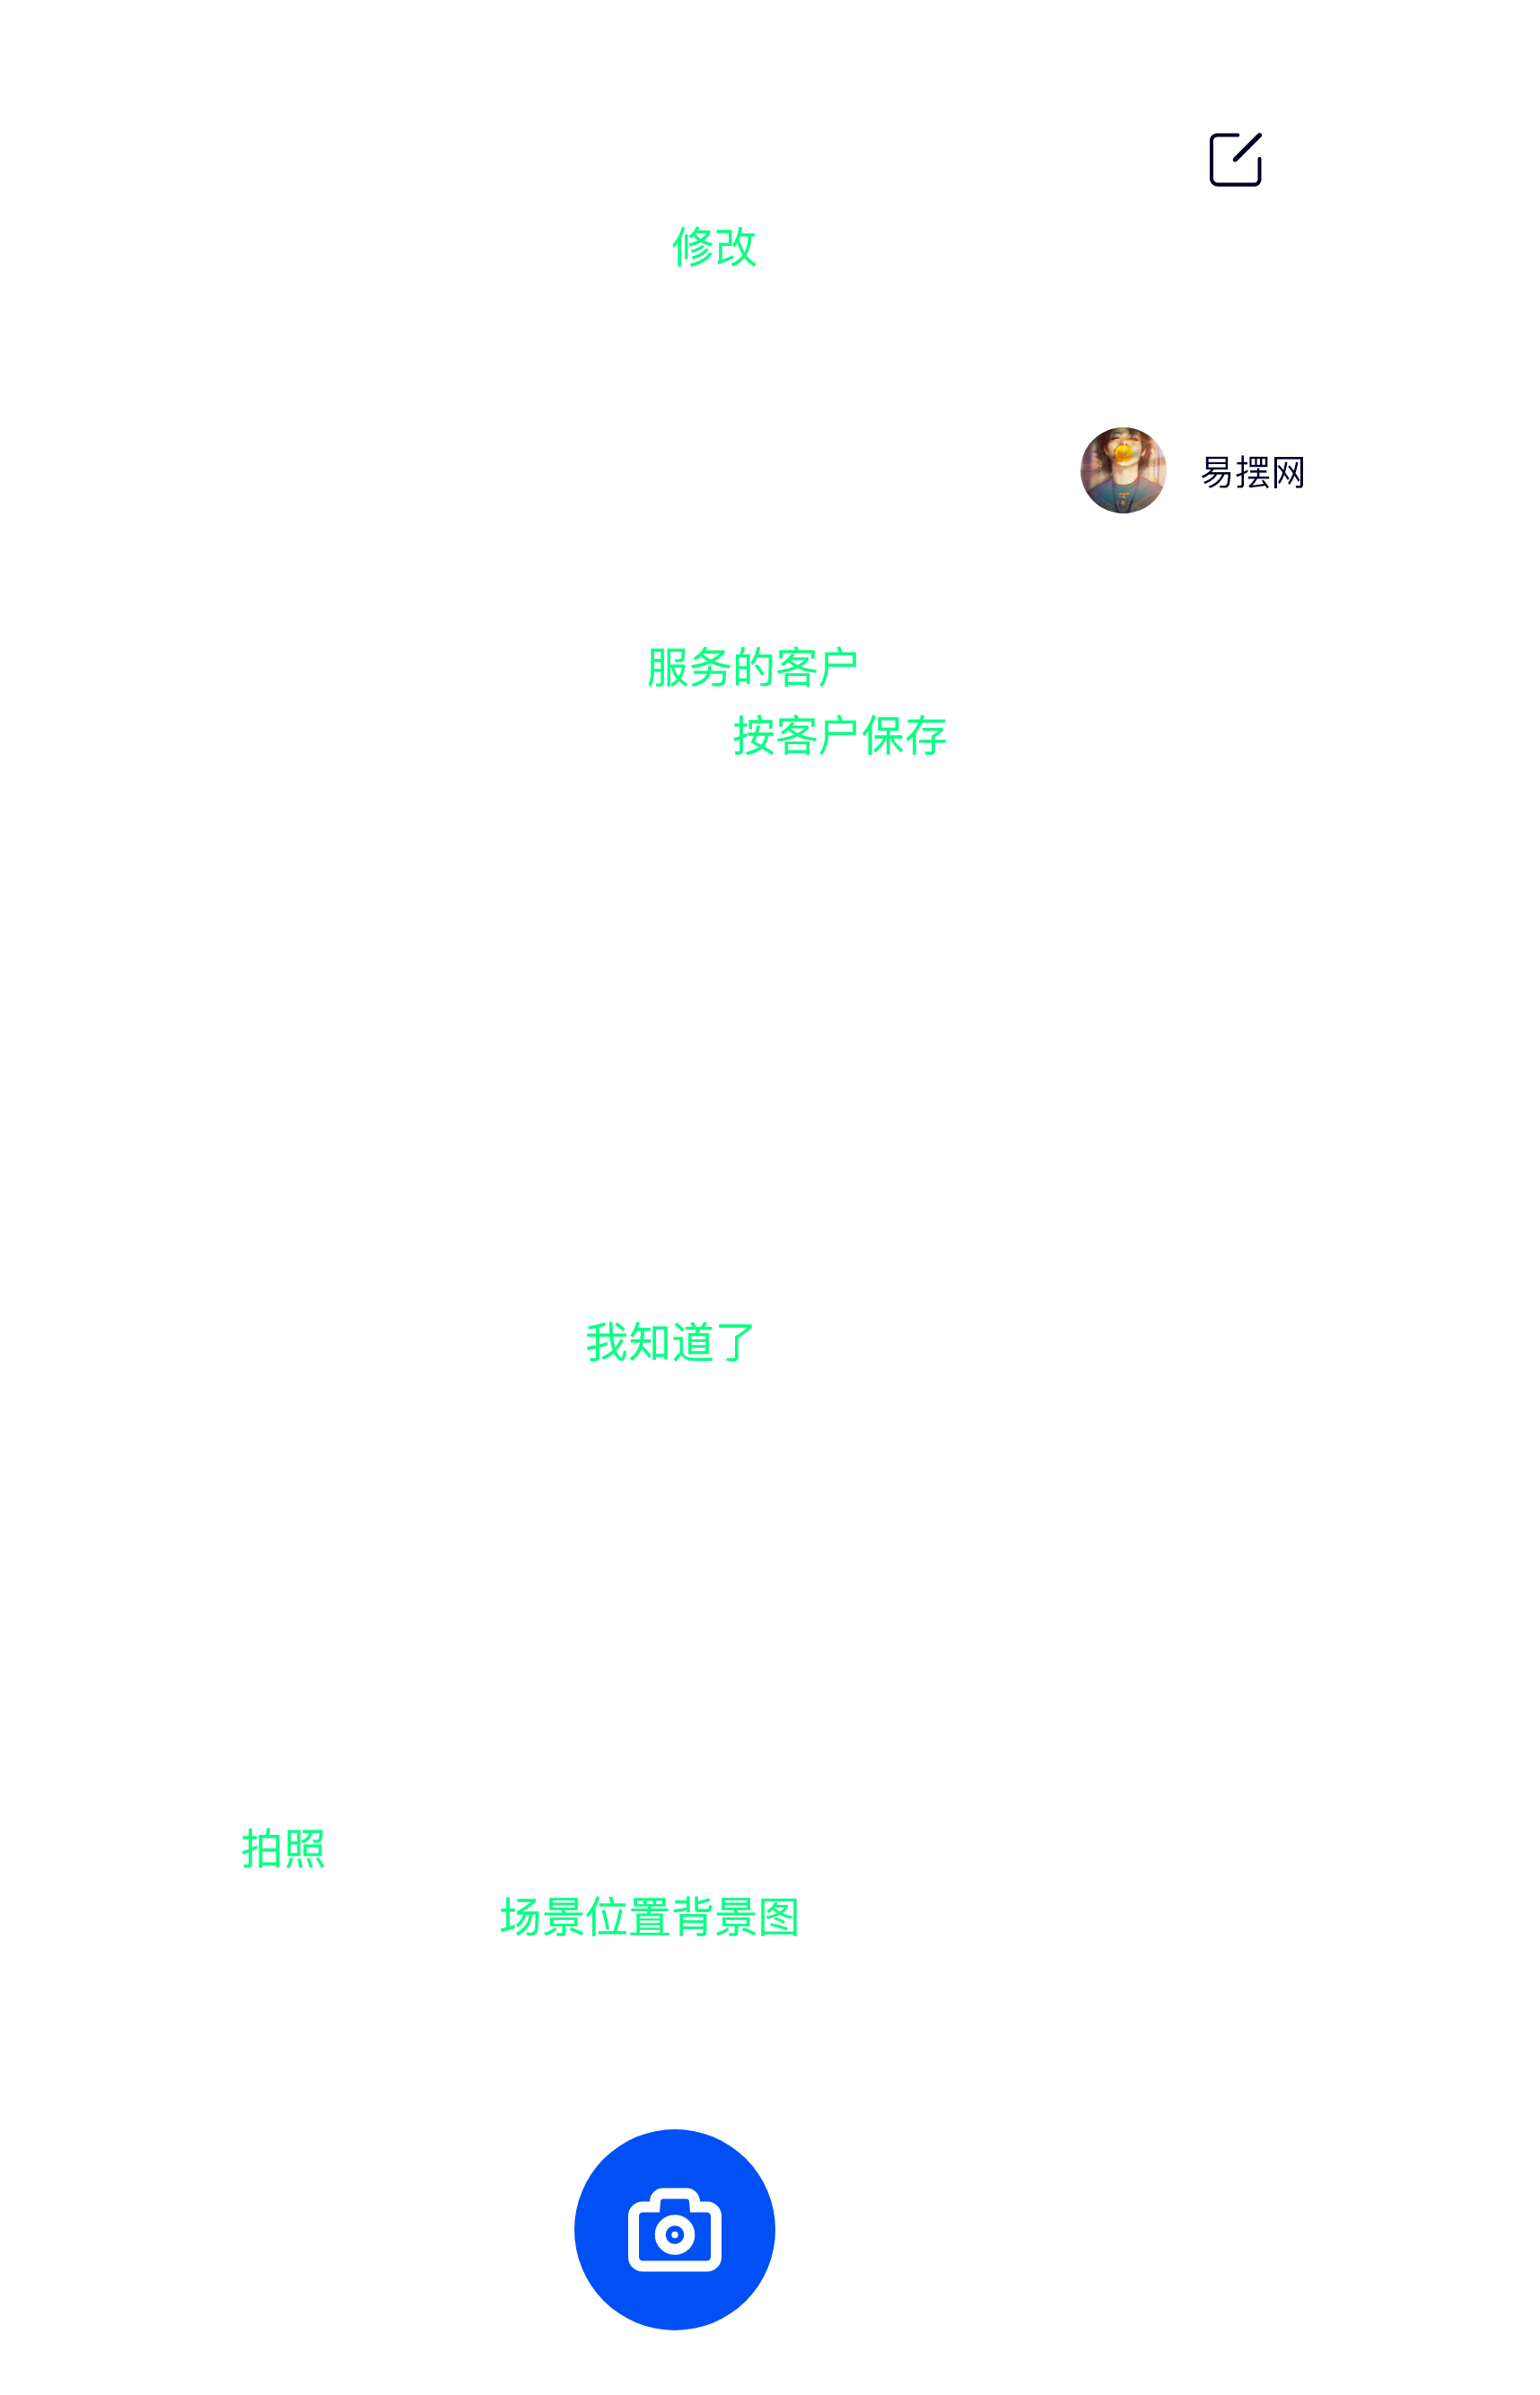 修改
易摆网
服务的客户
按客户保存
我知道了
拍照
场景位置背景图